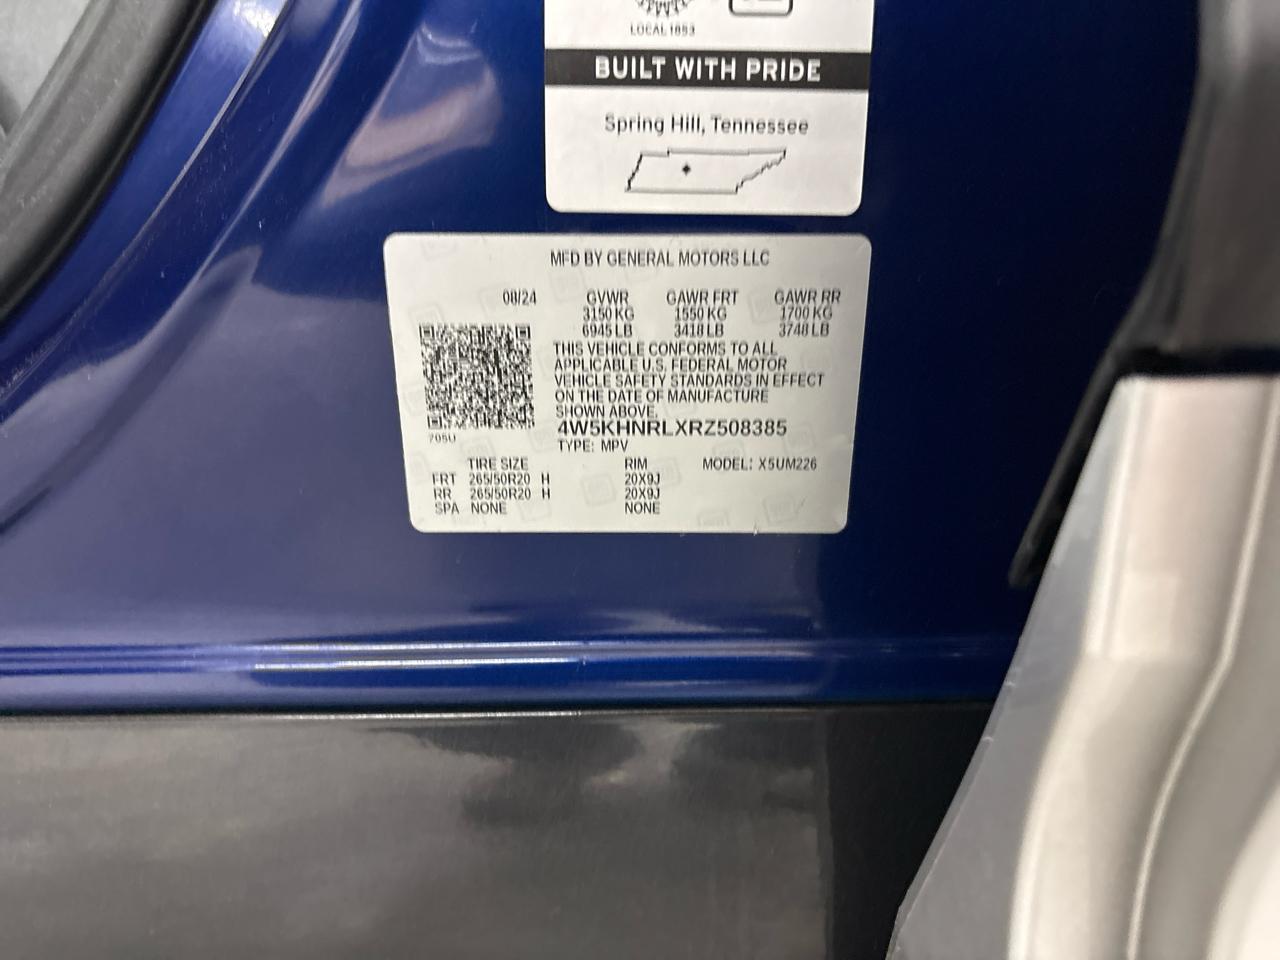 LOCAL 1853
BUILT WITH PRIDE
Spring Hill, Tennessee
MFD BY GENERAL MOTORS LLC
08/24 GVWR GAWR FRT GAWR RR
3150 KG 1550 KG 1700 KG
6945 LB 3418 LB 3748 LB
THIS VEHICLE CONFORMS TO ALL
APPLICABLE U.S. FEDERAL MOTOR
VEHICLE SAFETY STANDARDS IN EFFECT
ON THE DATE OF MANUFACTURE
SHOWN ABOVE.
4W5KHNRLXRZ508385
705U
TYPE: MPV
TIRE SIZE RIM MODEL: X5UM226
FRT 265/50R20 H 20X9J
RR 265/50R20 H 20X9J
SPA NONE NONE